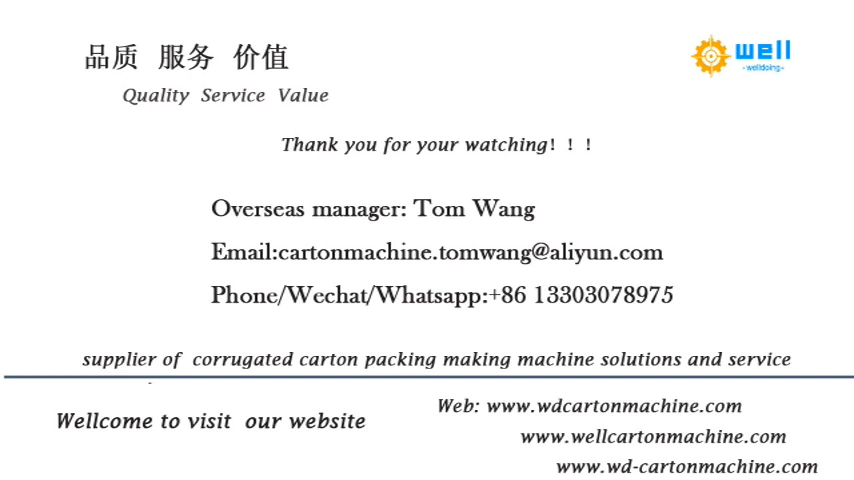 品质 服务 价值
well
-welldoing-
Quality Service Value
Thank you for your watching！！！
Overseas manager: Tom Wang
Email:cartonmachine.tomwang@aliyun.com
Phone/Wechat/Whatsapp:+86 13303078975
supplier of corrugated carton packing making machine solutions and service
Wellcome to visit our website
Web: www.wdcartonmachine.com
www.wellcartonmachine.com
www.wd-cartonmachine.com